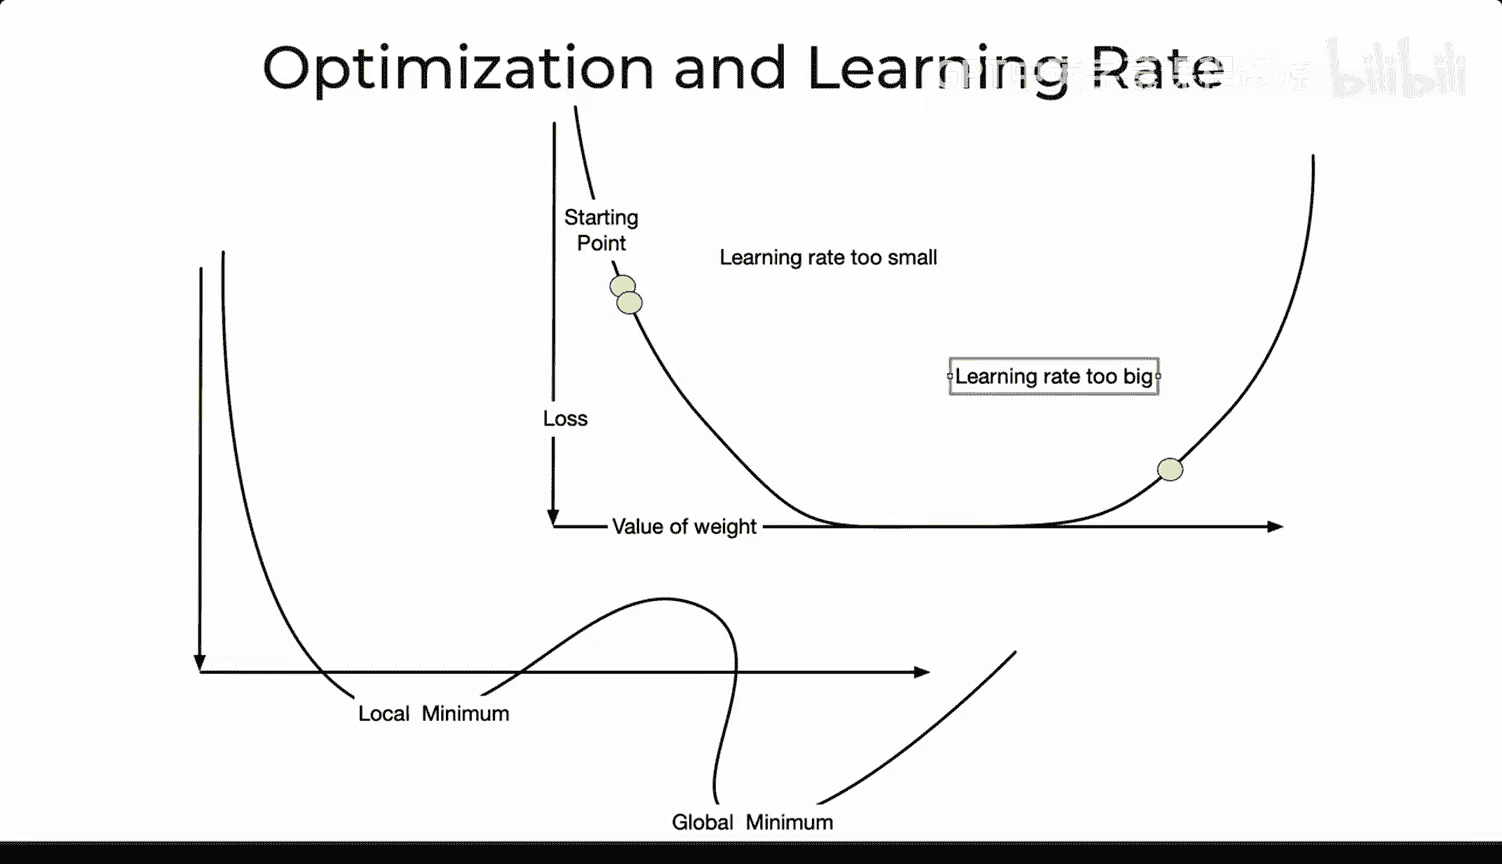 Optimization and Learning Rate
bilibili
Starting
Point
Learning rate too small
Learning rate too big
Loss
Value of weight
Local Minimum
Global Minimum